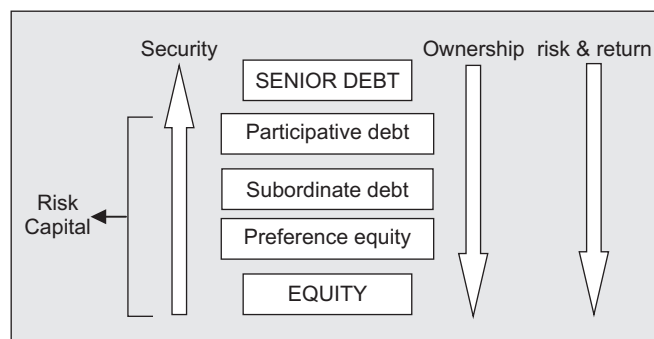 Security
Ownership
risk & return
SENIOR DEBT
Participative debt
Subordinate debt
Risk
Capital
Preference equity
EQUITY